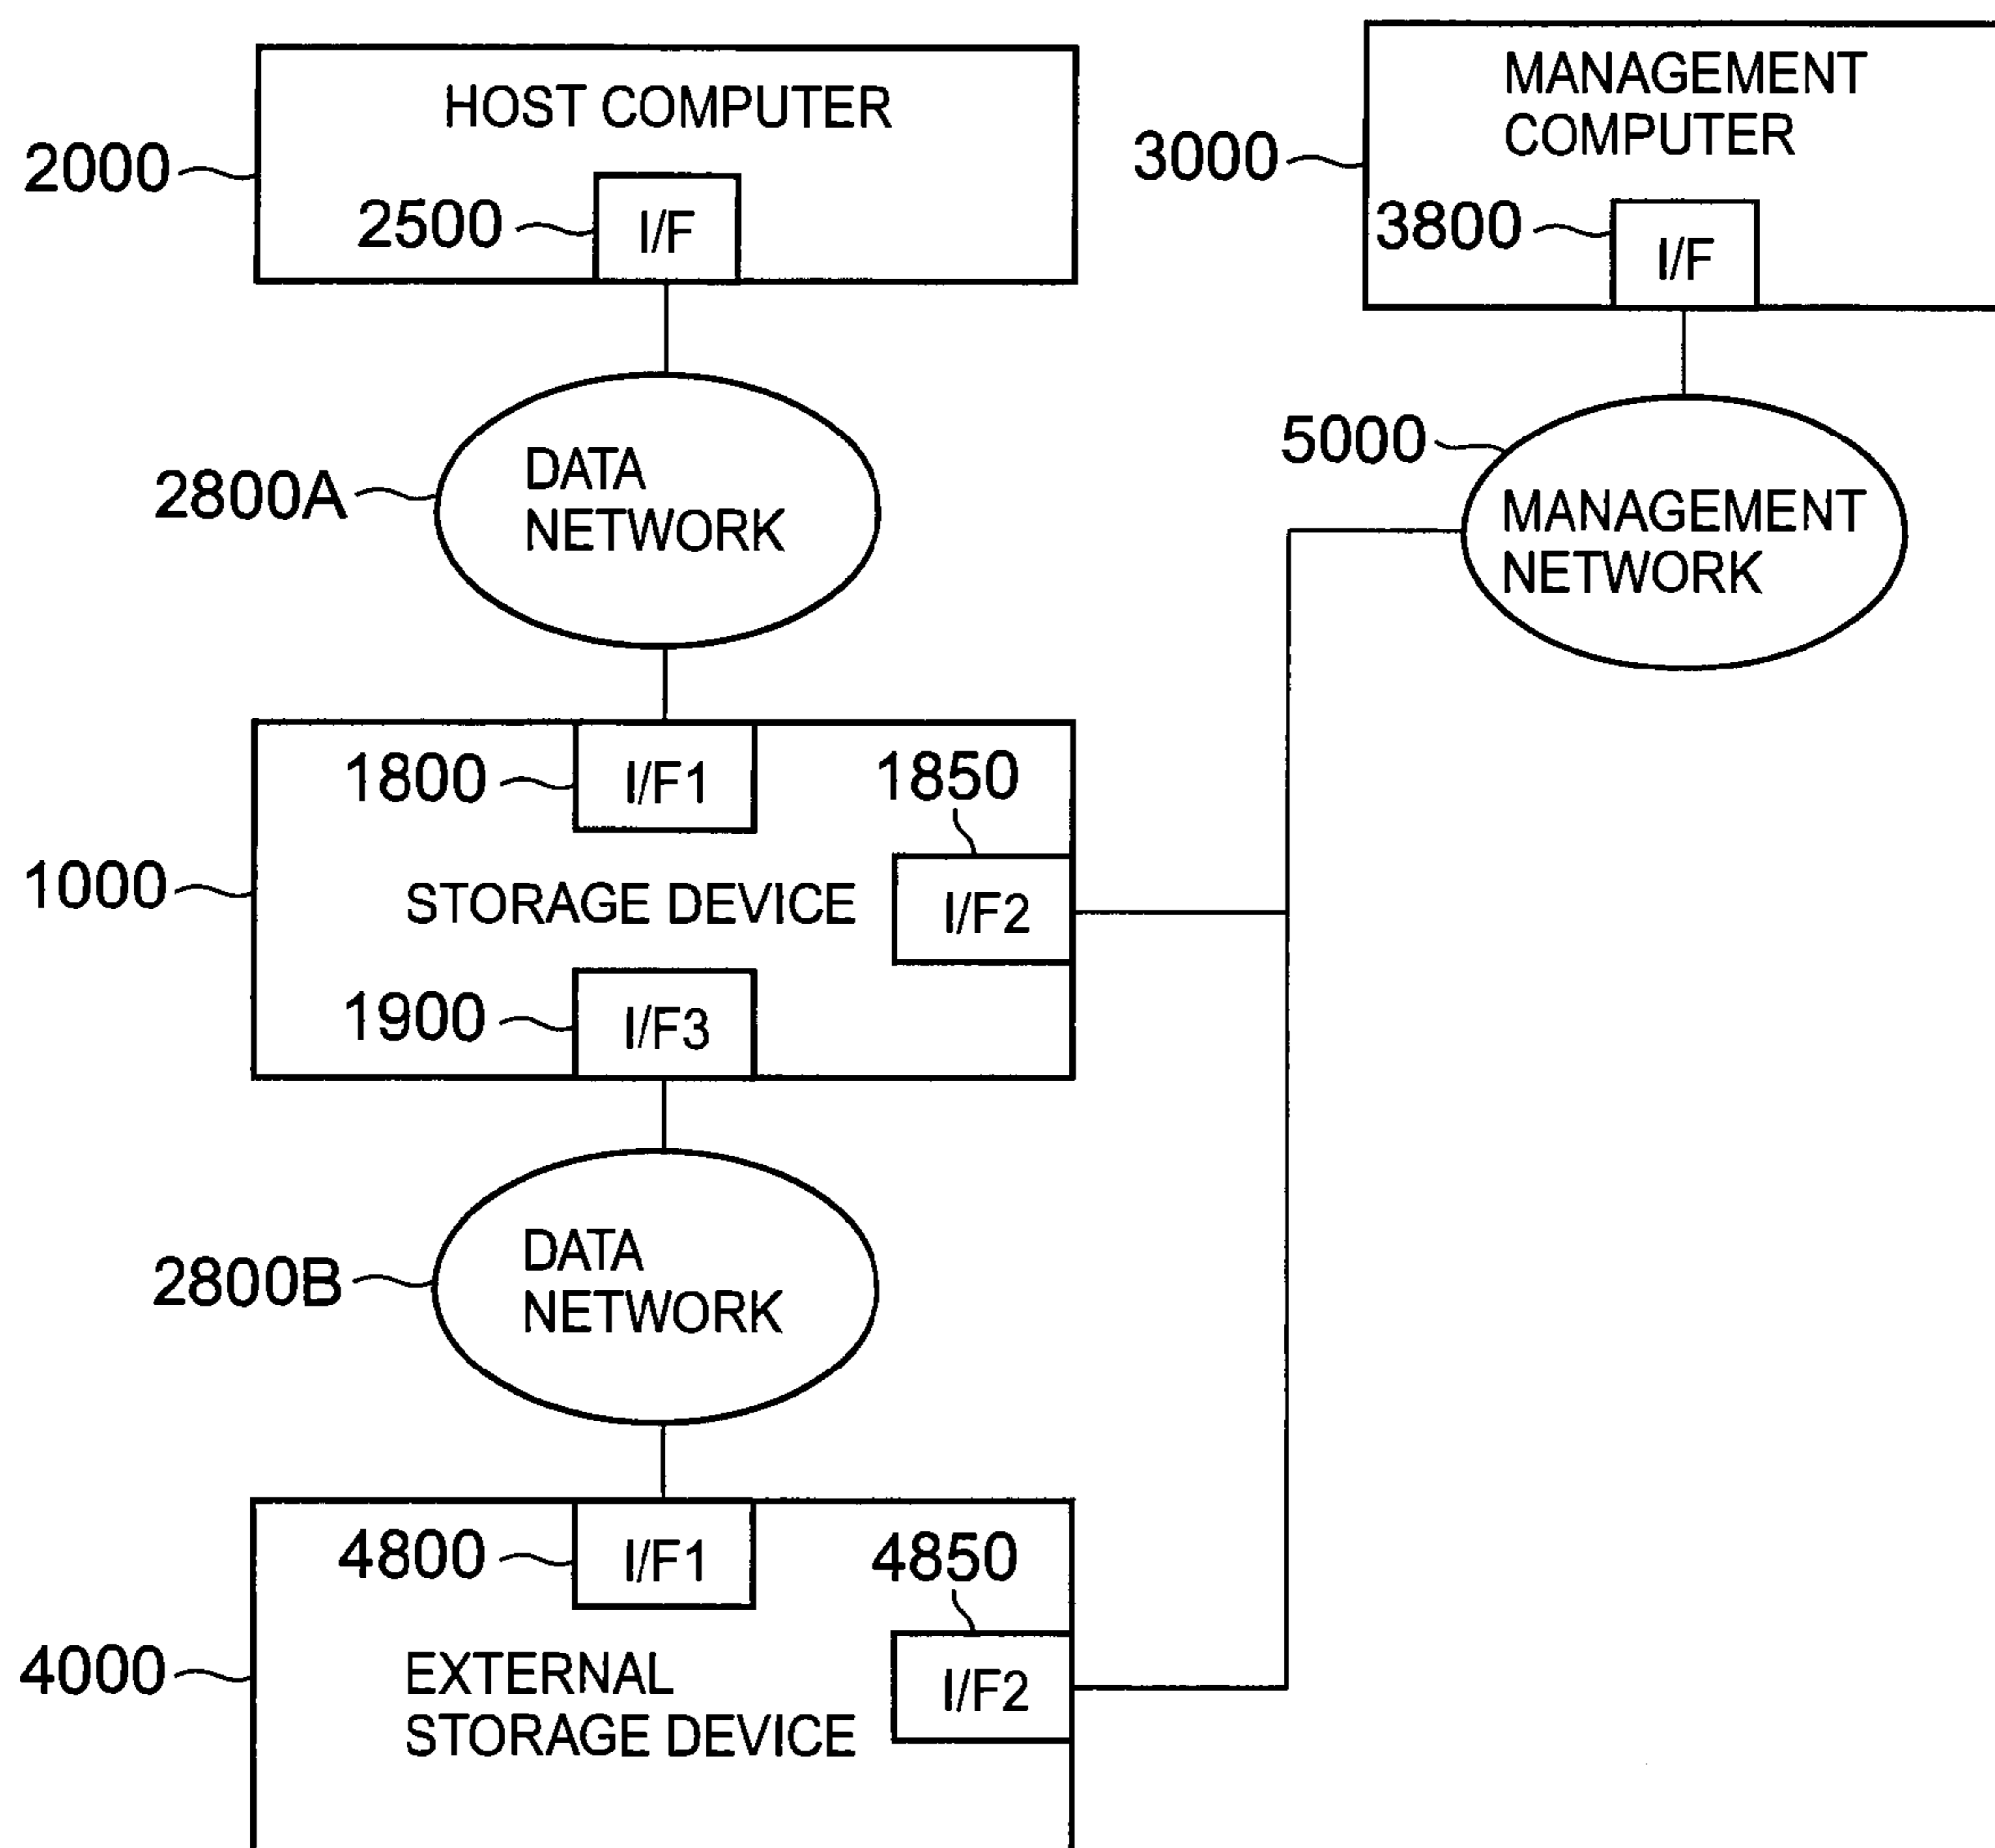 HOST COMPUTER
2000
2500
I/F
MANAGEMENT
COMPUTER
3000
3800
I/F
2800A
DATA
NETWORK
5000
MANAGEMENT
NETWORK
1800
I/F1
1850
1000
STORAGE DEVICE
I/F2
1900
I/F3
2800B
DATA
NETWORK
4800
I/F1
4850
4000
EXTERNAL
STORAGE DEVICE
I/F2